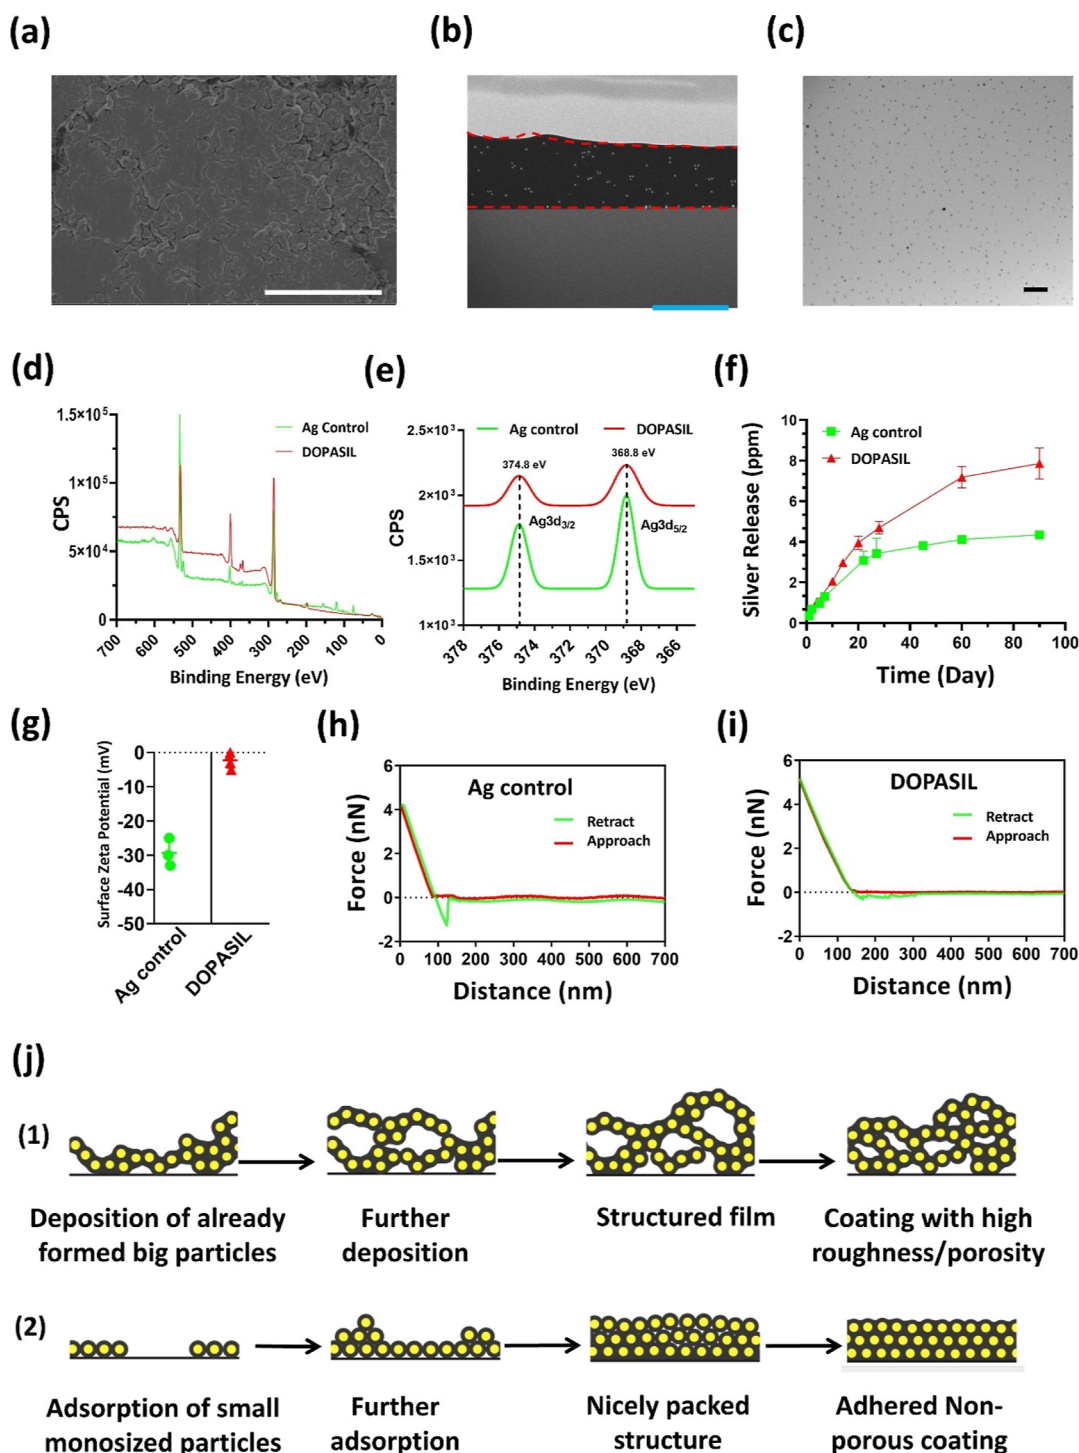 (a)
(b)
(c)
(d)
1.5×10⁵
1×10⁵
5×10⁴
0
CPS
Ag Control
DOPASIL
700
600
500
400
300
200
100
0
Binding Energy (eV)
(e)
2.5×10³
2×10³
1.5×10³
1×10³
CPS
Ag control
DOPASIL
374.8 eV
368.8 eV
Ag3d3/2
Ag3d5/2
378
376
374
372
370
368
366
Binding Energy (eV)
(f)
10
8
6
4
2
0
Silver Release (ppm)
Ag control
DOPASIL
0
20
40
60
80
100
Time (Day)
(g)
0
-10
-20
-30
-40
-50
Surface Zeta Potential (mV)
Ag control
DOPASIL
(h)
6
4
2
0
-2
Force (nN)
Ag control
Retract
Approach
0
100
200
300
400
500
600
700
Distance (nm)
(i)
6
4
2
0
-2
Force (nN)
DOPASIL
Retract
Approach
0
100
200
300
400
500
600
700
Distance (nm)
(j)
(1)
Deposition of already
formed big particles
Further
deposition
Structured film
Coating with high
roughness/porosity
(2)
Adsorption of small
monosized particles
Further
adsorption
Nicely packed
structure
Adhered Non-
porous coating